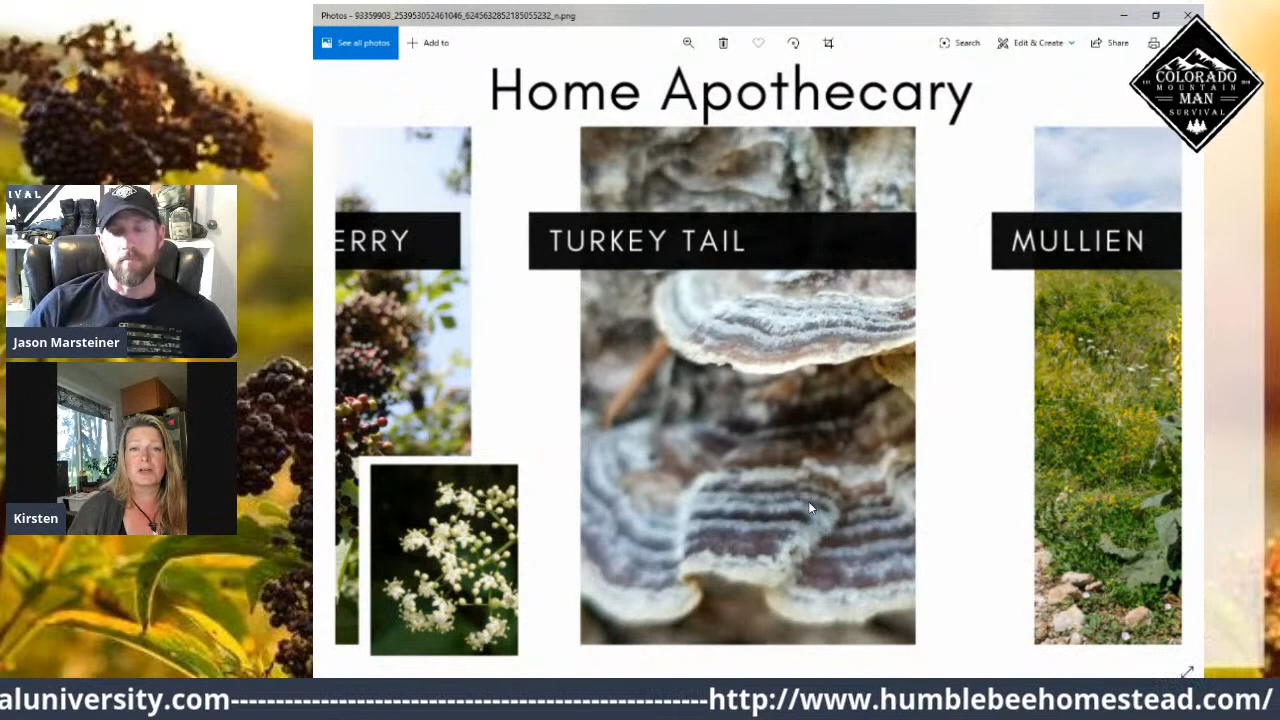 Photos - 93359903_253953052461046_6245632852185055232_n.png
See all photos
Add to
Search
Edit & Create
Share
Home Apothecary
COLORADO
MOUNTAIN
MAN
SURVIVAL
ERRY
TURKEY TAIL
MULLIEN
IVAL
Jason Marsteiner
Kirsten
aluniversity.com-----------------------------------------------------http://www.humblebeehomestead.com/